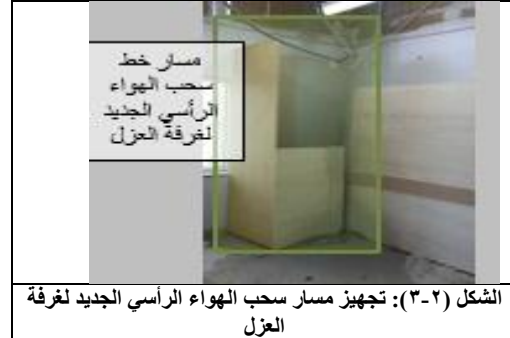 مسار خط
سحب الهواء
الرأسي الجديد
لغرفة العزل
الشكل (٢-٣): تجهيز مسار سحب الهواء الرأسي الجديد لغرفة
العزل